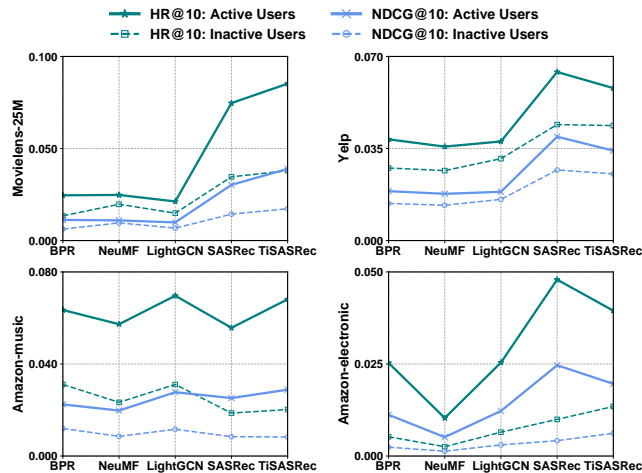 HR@10: Active Users NDCG@10: Active Users
HR@10: Inactive Users NDCG@10: Inactive Users
Movielens-25M
0.100
0.050
0.000
BPR NeuMF LightGCN SASRec TiSASRec
Yelp
0.070
0.035
0.000
BPR NeuMF LightGCN SASRec TiSASRec
Amazon-music
0.080
0.040
0.000
BPR NeuMF LightGCN SASRec TiSASRec
Amazon-electronic
0.050
0.025
0.000
BPR NeuMF LightGCN SASRec TiSASRec